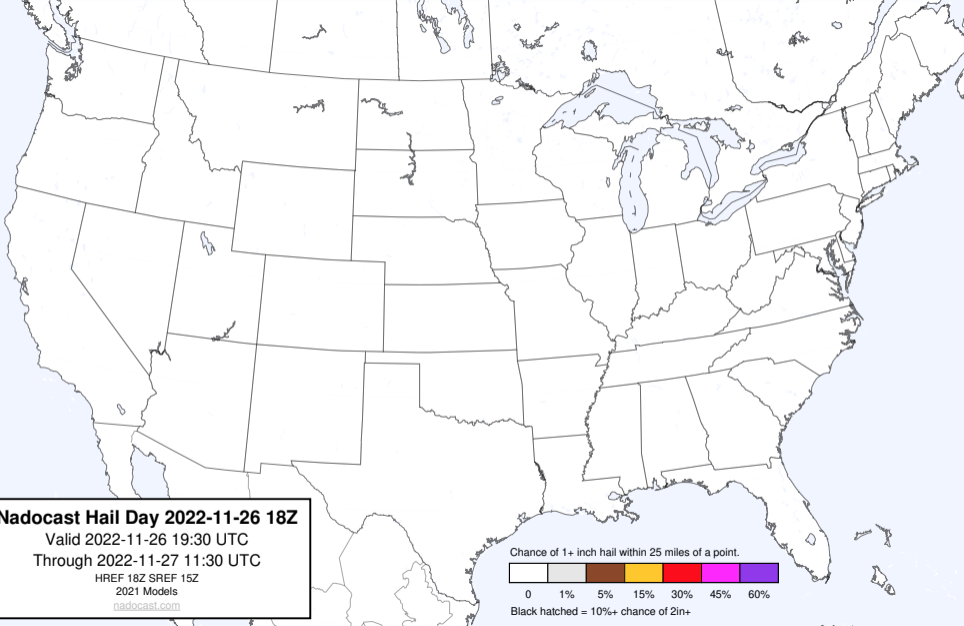 Nadocast Hail Day 2022-11-26 18Z
Valid 2022-11-26 19:30 UTC
Through 2022-11-27 11:30 UTC
HREF 18Z SREF 15Z
2021 Models
nadocast.com
Chance of 1+ inch hail within 25 miles of a point.
0 1% 5% 15% 30% 45% 60%
Black hatched = 10%+ chance of 2in+